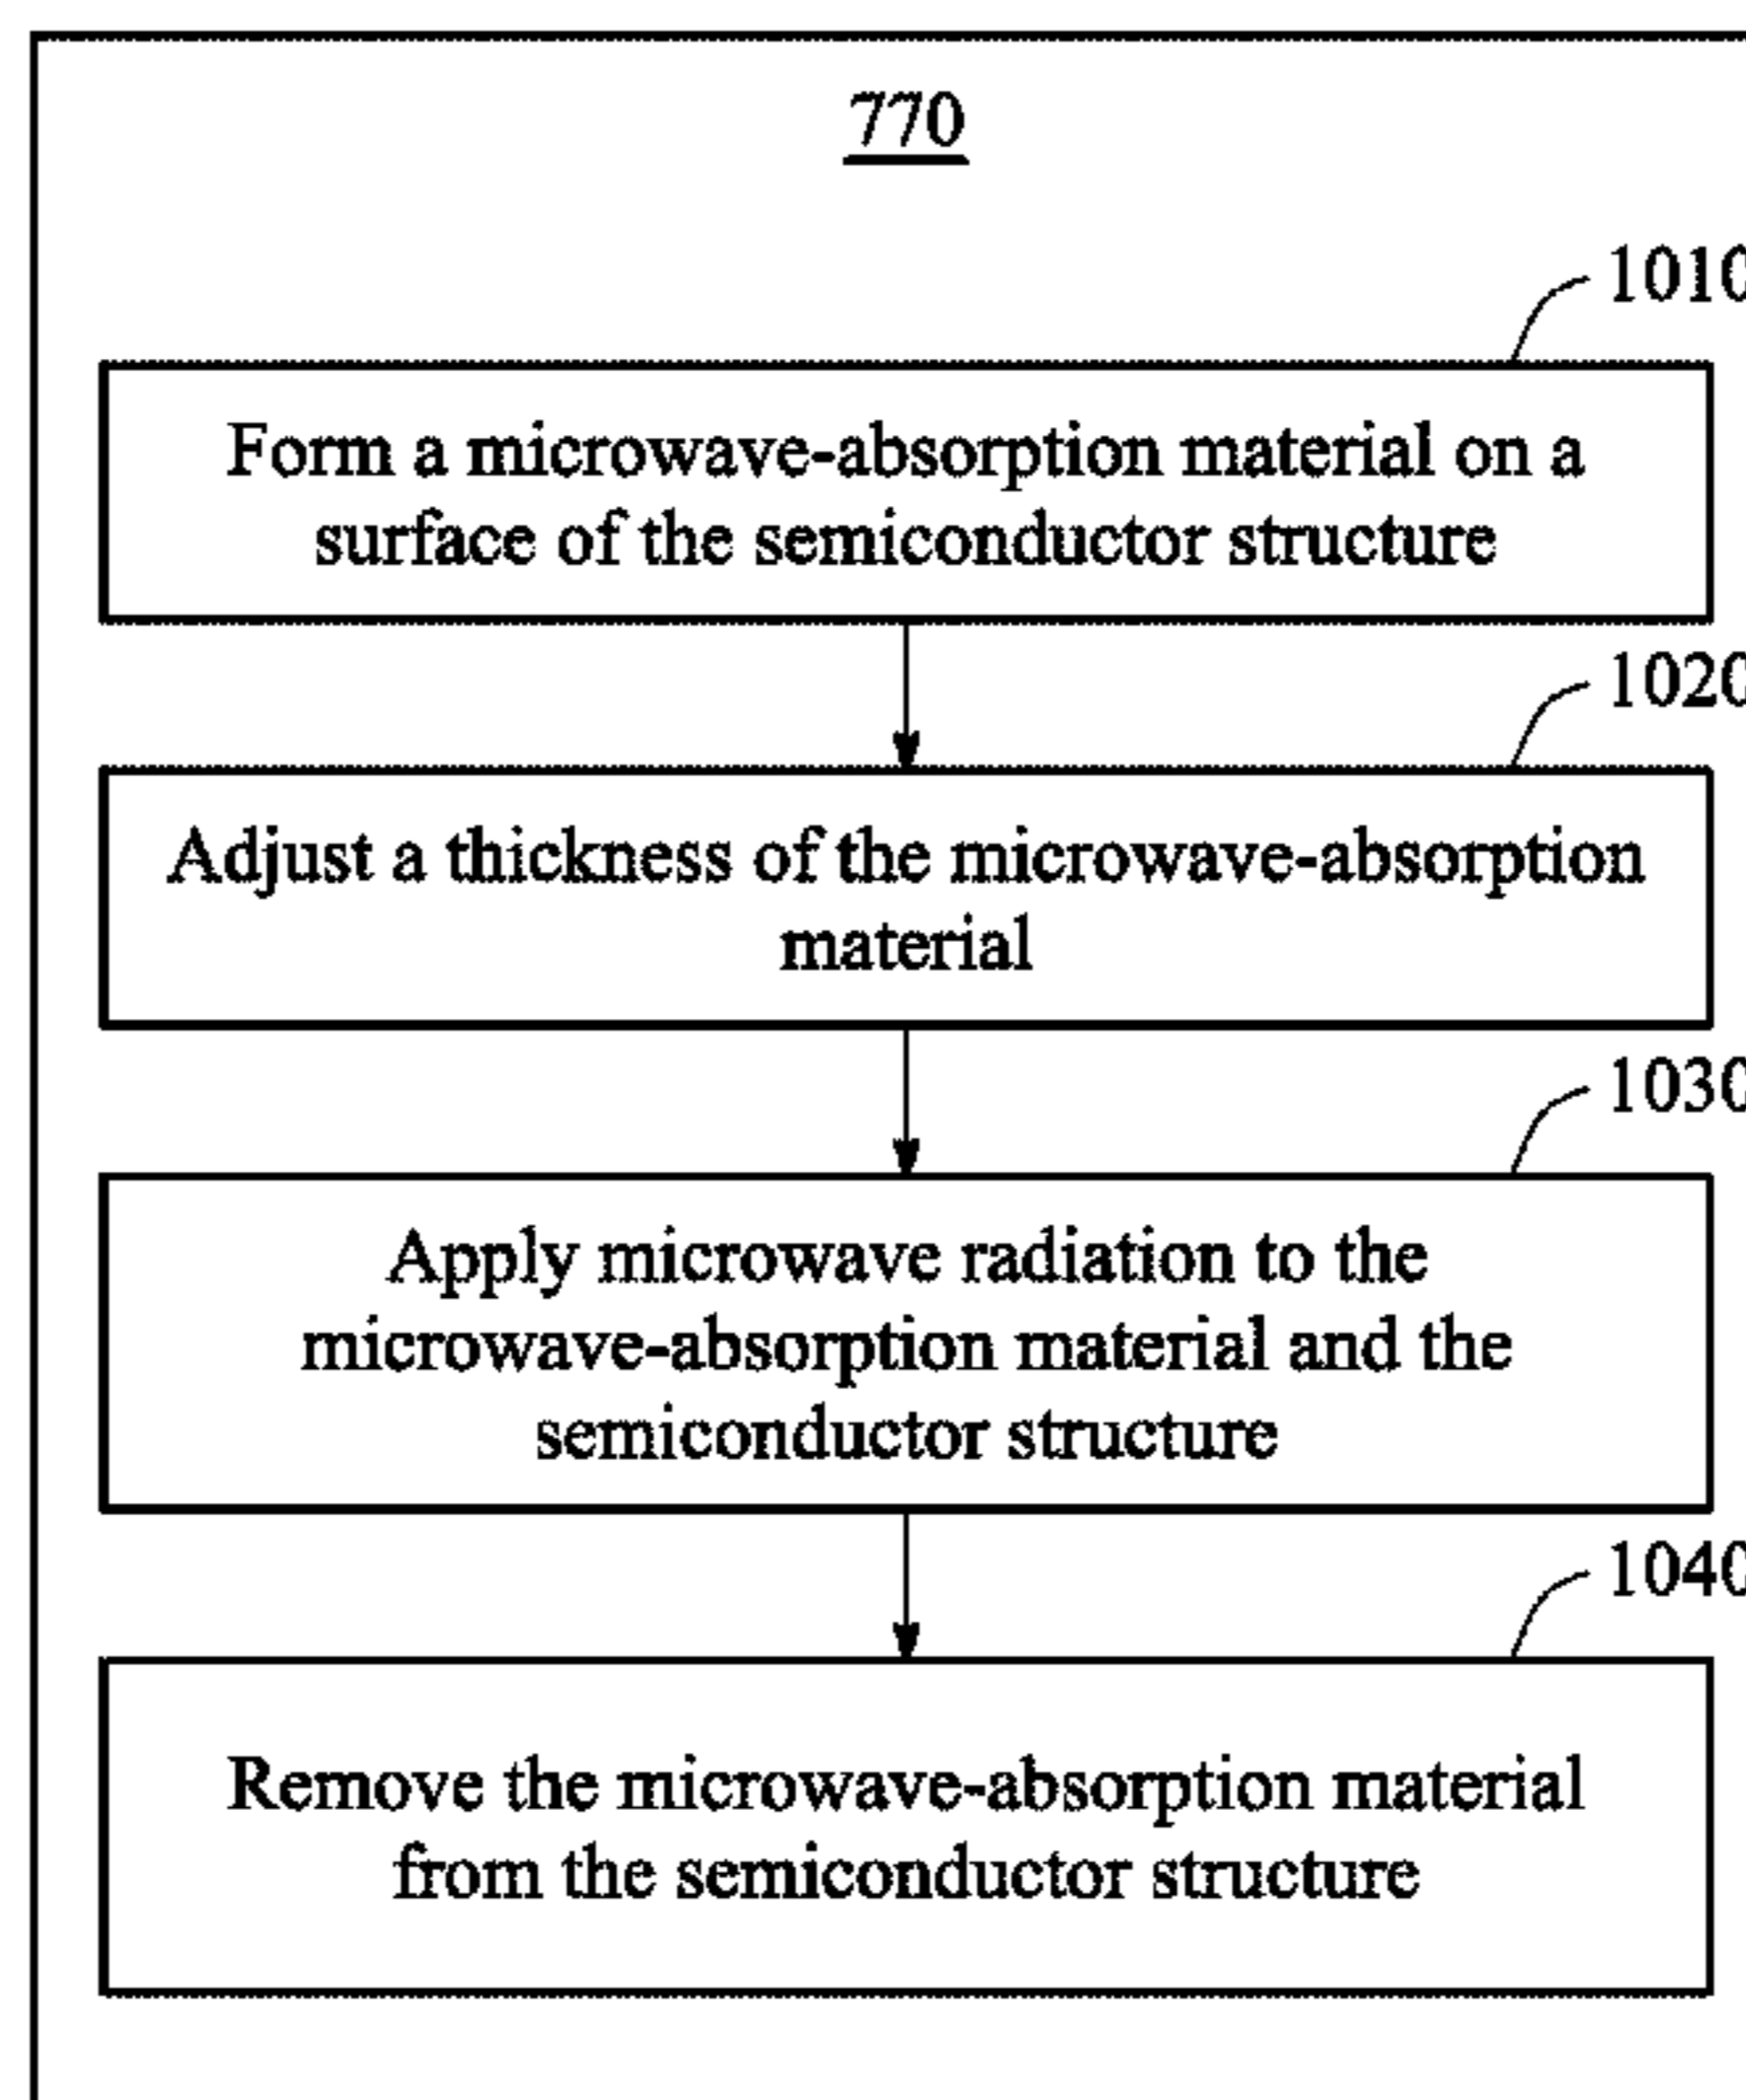 770
1010
Form a microwave-absorption material on a
surface of the semiconductor structure
1020
Adjust a thickness of the microwave-absorption
material
1030
Apply microwave radiation to the
microwave-absorption material and the
semiconductor structure
1040
Remove the microwave-absorption material
from the semiconductor structure